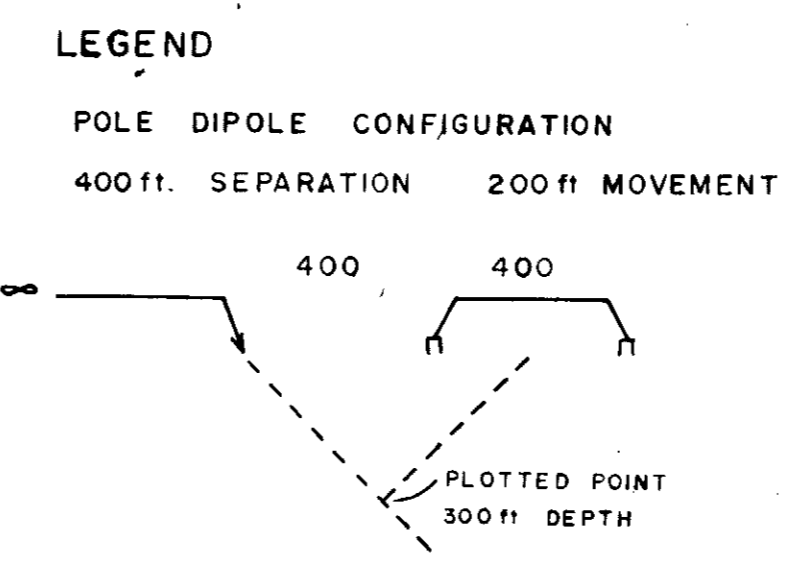 LEGEND
POLE DIPOLE CONFIGURATION
400 ft. SEPARATION 200 ft MOVEMENT
400 400
∞
PLOTTED POINT
300 ft DEPTH